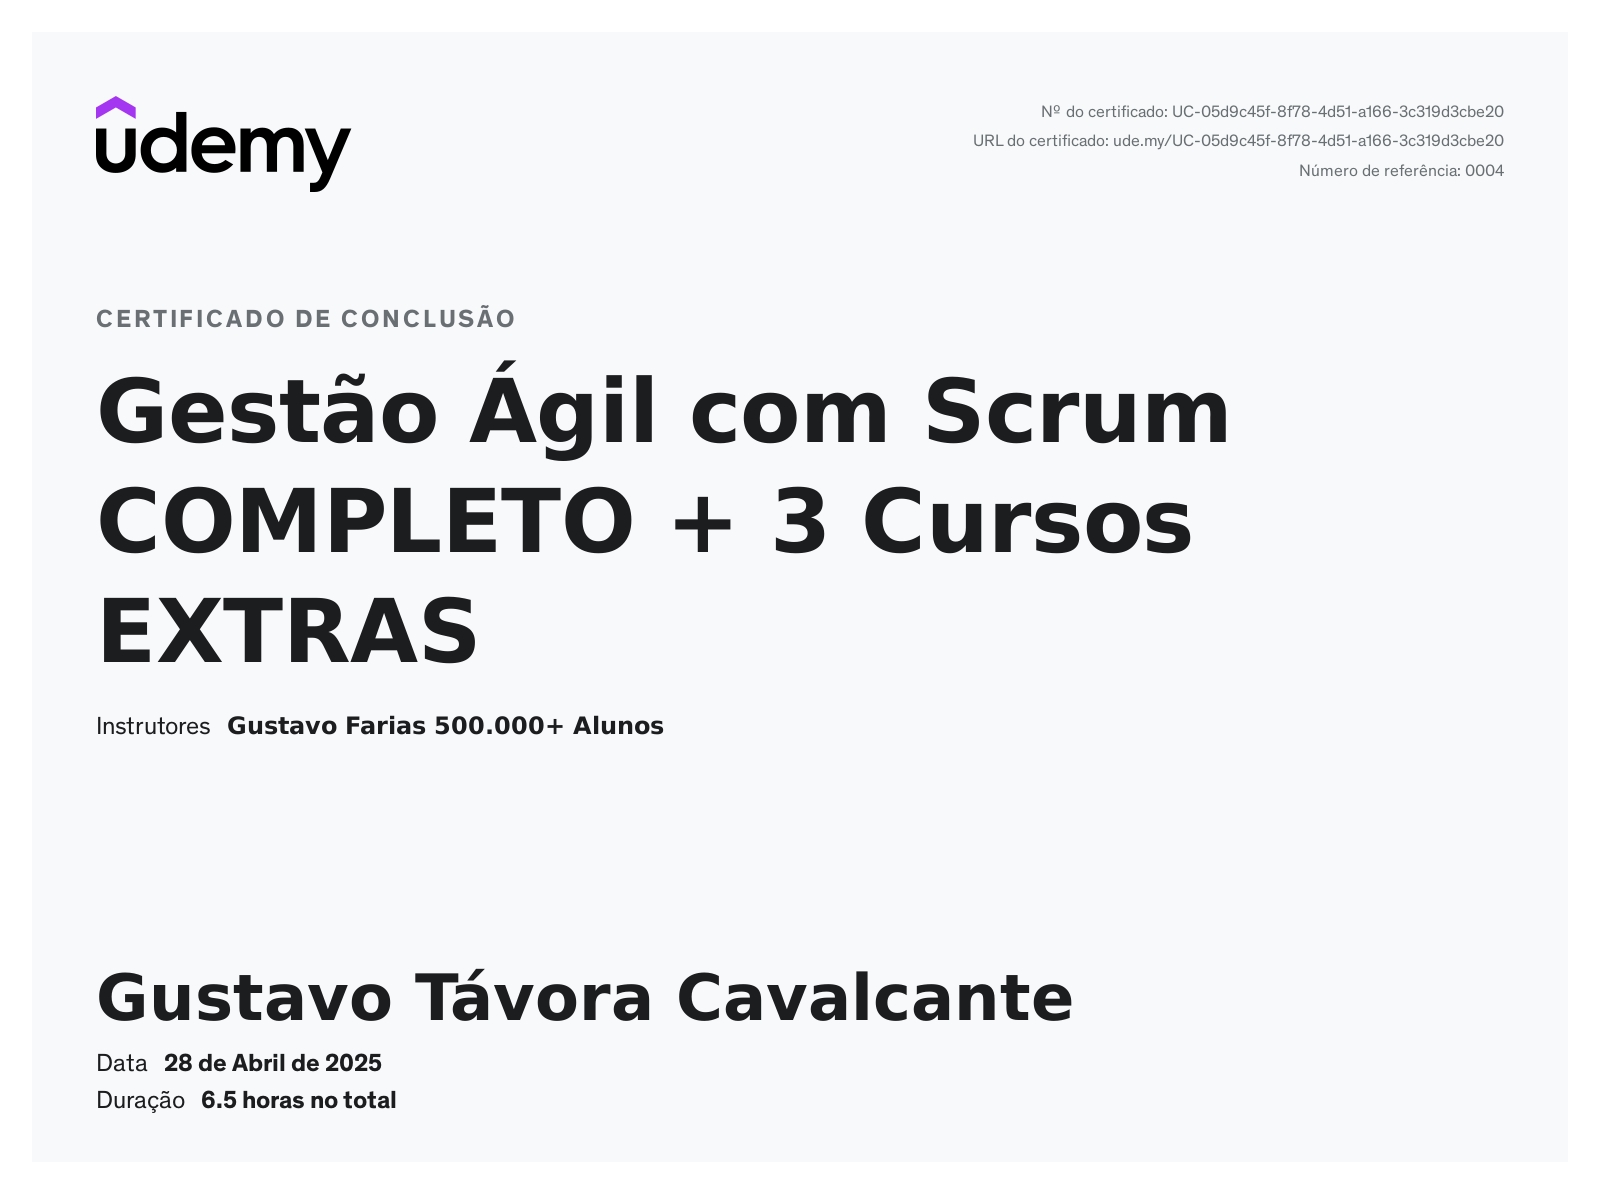 udemy
Nº do certificado: UC-05d9c45f-8f78-4d51-a166-3c319d3cbe20
URL do certificado: ude.my/UC-05d9c45f-8f78-4d51-a166-3c319d3cbe20
Número de referência: 0004
CERTIFICADO DE CONCLUSÃO
Gestão Ágil com Scrum
COMPLETO + 3 Cursos
EXTRAS
Instrutores Gustavo Farias 500.000+ Alunos
Gustavo Távora Cavalcante
Data 28 de Abril de 2025
Duração 6.5 horas no total